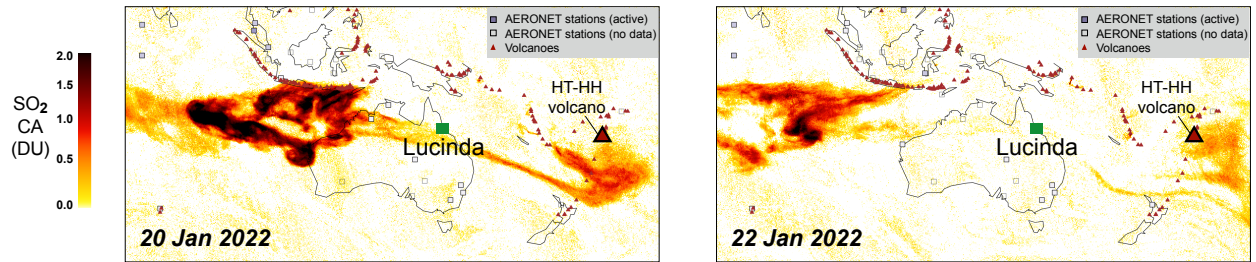 SO2
CA
(DU)
2.0
1.0
0.5
0.0
AERONET stations (active)
AERONET stations (no data)
Volcanoes
HT-HH
volcano
Lucinda
20 Jan 2022
AERONET stations (active)
AERONET stations (no data)
Volcanoes
HT-HH
volcano
Lucinda
22 Jan 2022